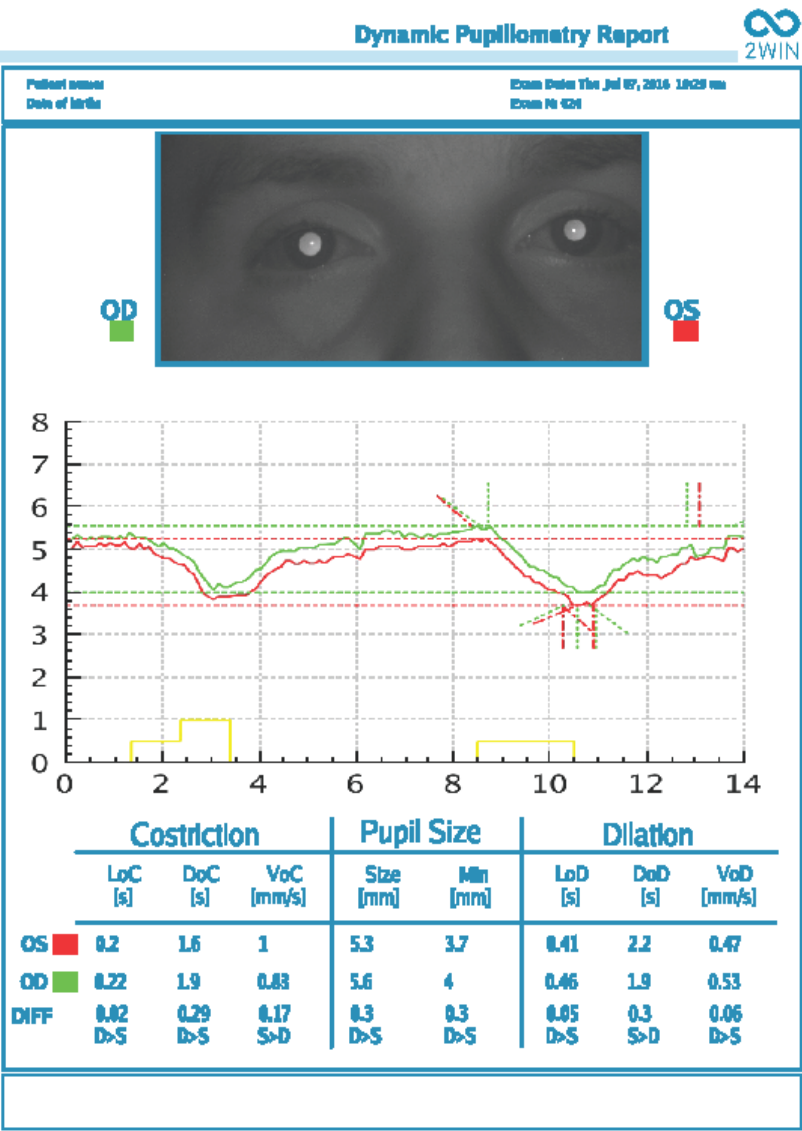 Dynamic Pupillometry Report
2WIN
Patient name:
Exam Date: Thu Jul 07, 2016 10:29 am
Date of birth:
Exam N: 424
OD
OS
8
7
6
5
4
3
2
1
0
0 2 4 6 8 10 12 14
Costriction Pupil Size Dilation
LoC [s] DoC [s] VoC [mm/s] Size [mm] Min [mm] LoD [s] DoD [s] VoD [mm/s]
OS 0.2 1.6 1 5.3 3.7 0.41 2.2 0.47
OD 0.22 1.9 0.83 5.6 4 0.46 1.9 0.53
DIFF 0.02 0.29 0.17 0.3 0.3 0.05 0.3 0.06
D>S D>S S>D D>S D>S D>S S>D D>S